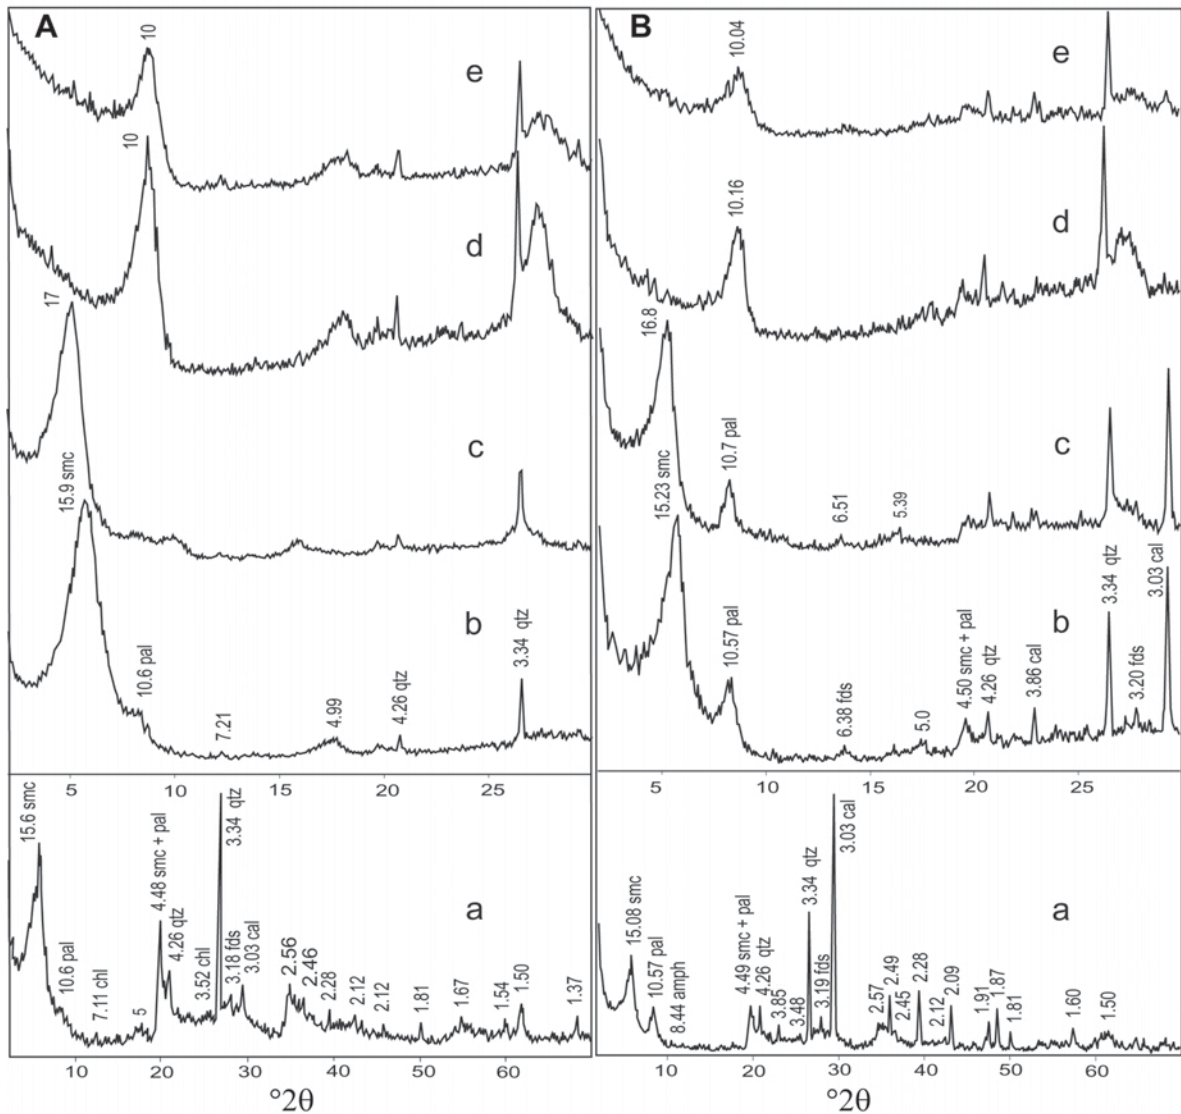 A
10
e
10
d
17
c
15.9 smc
b
10.6 pal
7.21
4.99
4.26 qtz
3.34 qtz
5 10 15 20 25
15.6 smc
10.6 pal
7.11 chl
5
4.48 smc + pal
4.26 qtz
3.52 chl
3.34 qtz
3.18 fds
3.03 cal
a
2.56
2.46
2.28
2.12
2.12
1.81
1.67
1.54
1.50
1.37
10 20 30 40 50 60
°2θ
B
10.04
e
10.16
d
16.8
10.7 pal
6.51
5.39
c
15.23 smc
10.57 pal
6.38 fds
5.0
4.50 smc + pal
4.26 qtz
3.86 cal
3.34 qtz
3.20 fds
3.03 cal
b
5 10 15 20 25
15.08 smc
10.57 pal
8.44 amph
4.49 smc + pal
4.26 qtz
3.85
3.48
3.34 qtz
3.19 fds
3.03 cal
a
2.57
2.49
2.45
2.28
2.12
2.09
1.91
1.87
1.81
1.60
1.50
10 20 30 40 50 60
°2θ